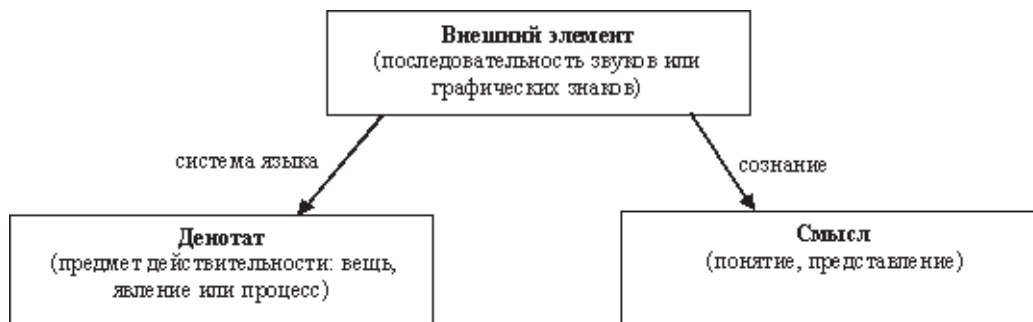 Внешний элемент
(последовательность звуков или
графических знаков)
система языка
сознание
Денотат
(предмет действительности: вещь,
явление или процесс)
Смысл
(понятие, представление)